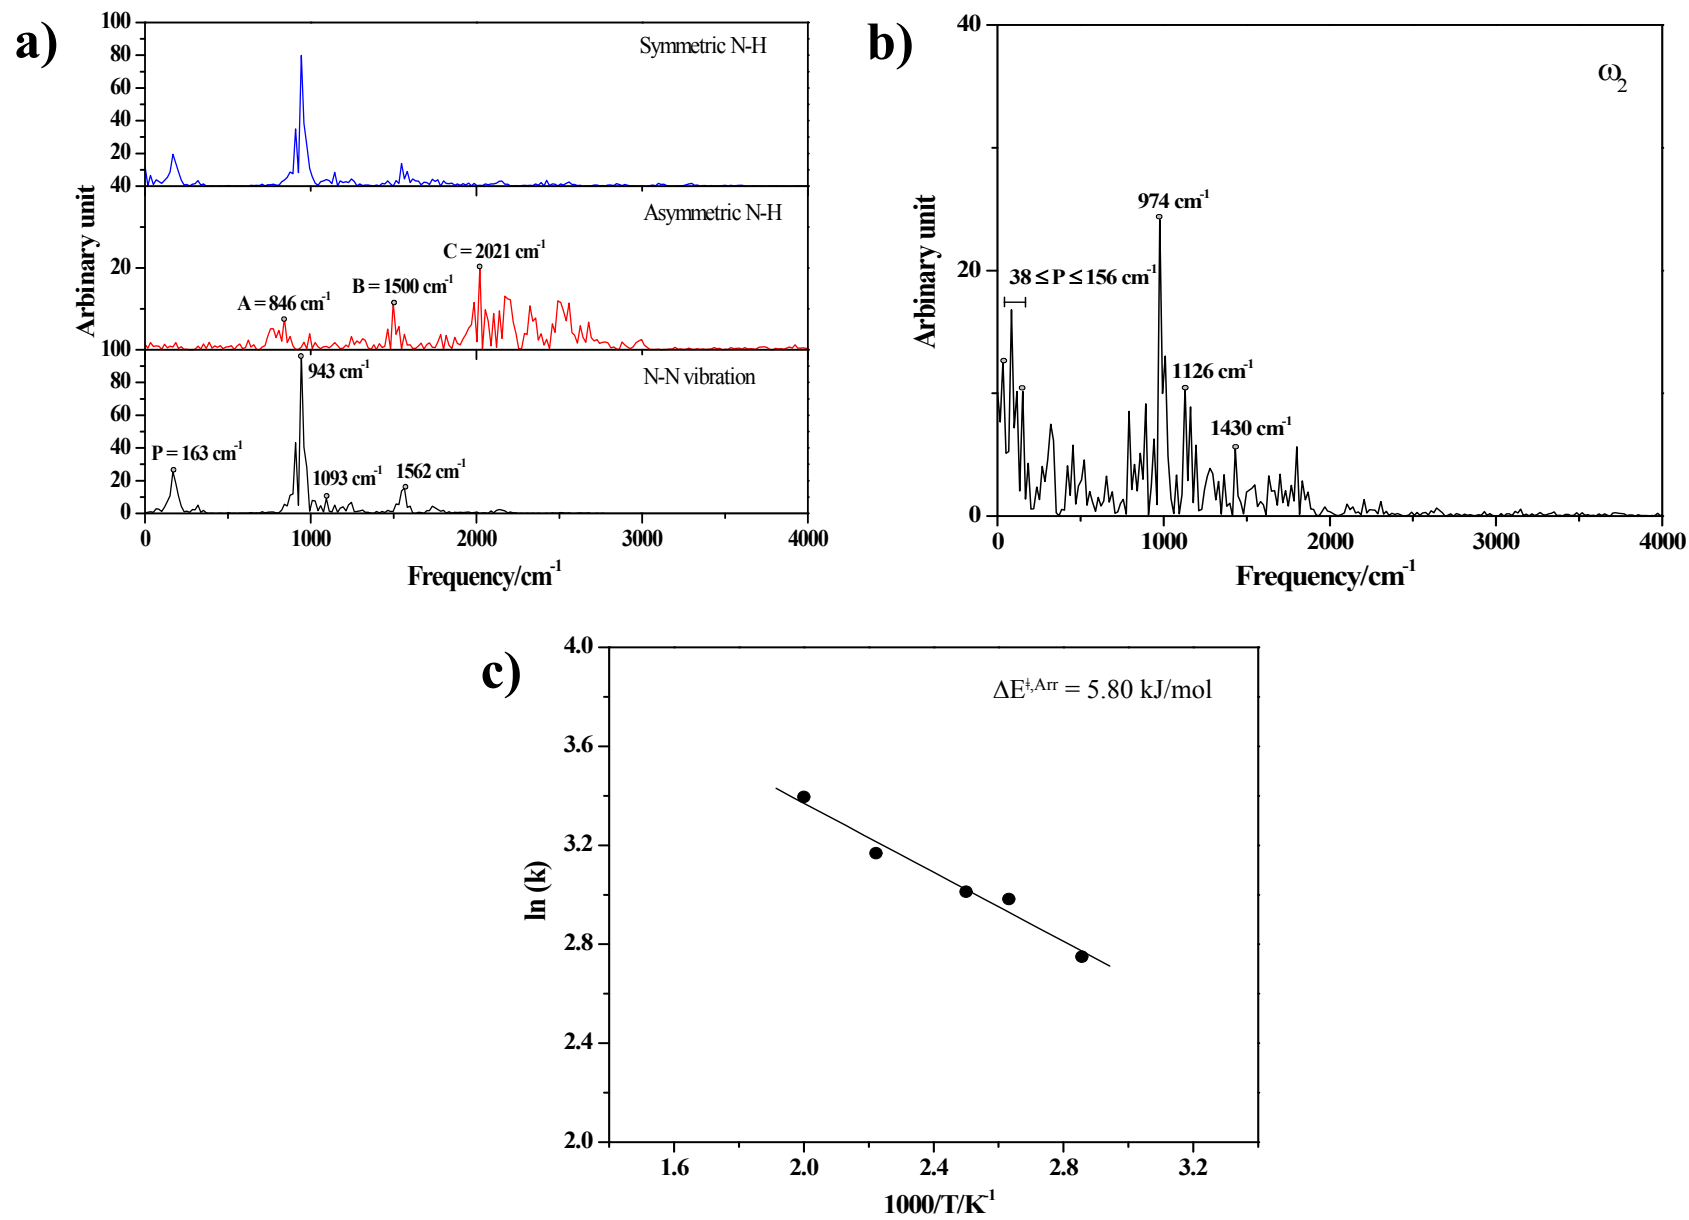 a)
100
80
60
40
20
40
20
100
80
60
40
20
0
Arbinary unit
Symmetric N-H
Asymmetric N-H
A = 846 cm⁻¹
B = 1500 cm⁻¹
C = 2021 cm⁻¹
N-N vibration
943 cm⁻¹
P = 163 cm⁻¹
1093 cm⁻¹
1562 cm⁻¹
0 1000 2000 3000 4000
Frequency/cm⁻¹
b)
40
20
0
Arbinary unit
ω₂
974 cm⁻¹
38 ≤ P ≤ 156 cm⁻¹
1126 cm⁻¹
1430 cm⁻¹
0 1000 2000 3000 4000
Frequency/cm⁻¹
c)
4.0
3.6
3.2
2.8
2.4
2.0
ln (k)
ΔE‡,Arr = 5.80 kJ/mol
1.6 2.0 2.4 2.8 3.2
1000/T/K⁻¹